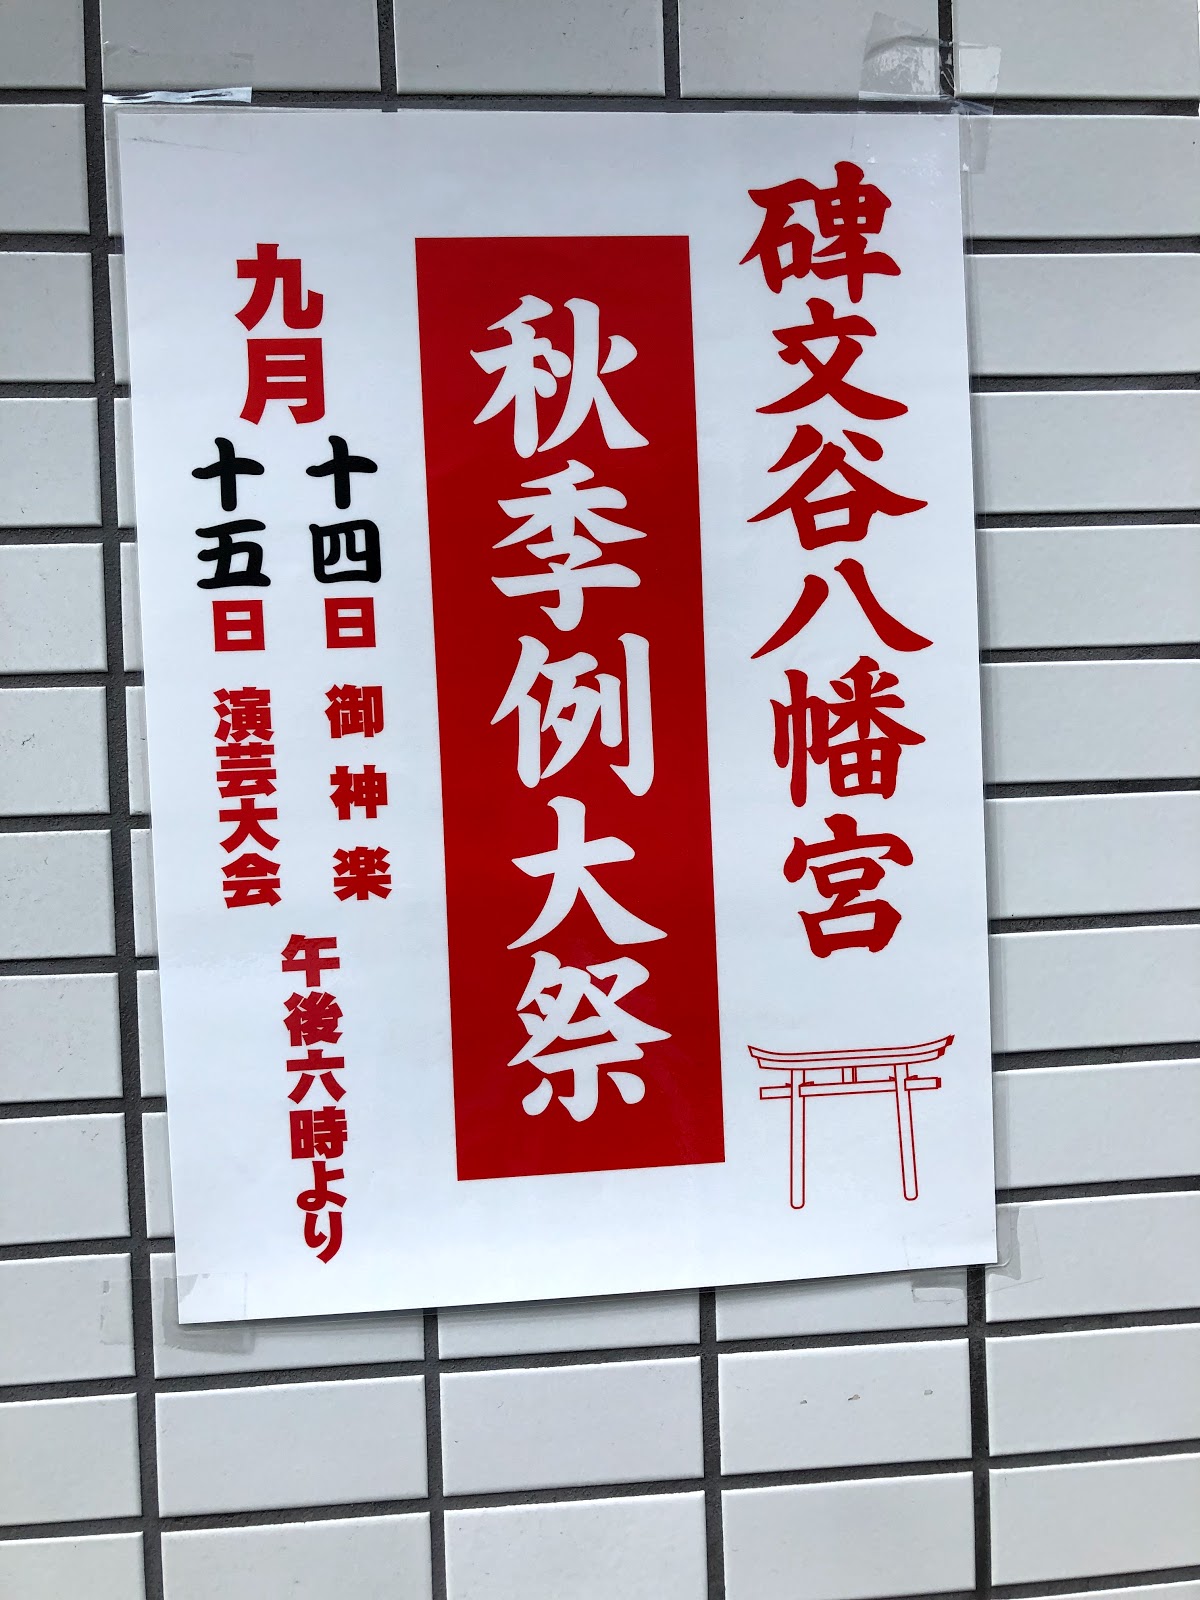 碑文谷八幡宮
秋季例大祭
九月
十四日 御神楽
十五日 演芸大会
午後六時より